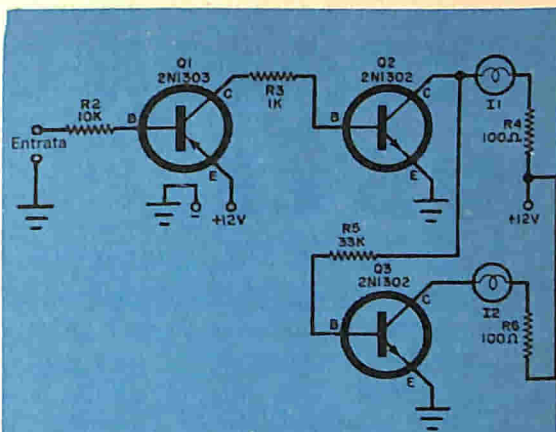 Q1
2N1303
Q2
2N1302
R2
10K
B
C
E
R3
1K
B
C
E
I1
R4
100Ω
Entrata
-
+12V
+12V
R5
33K
Q3
2N1302
B
C
E
I2
R6
100Ω